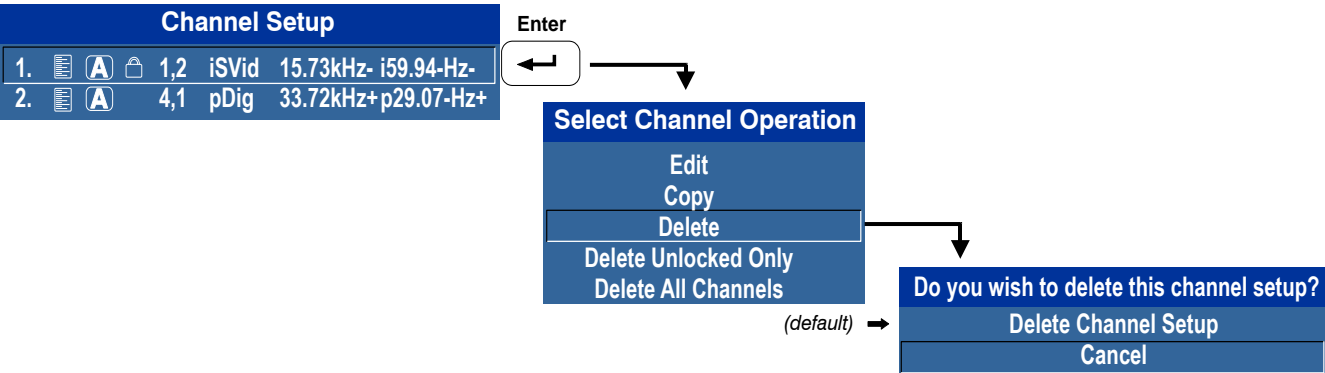 Channel Setup
1. A 1,2 iSVid 15.73kHz- i59.94-Hz-
2. A 4,1 pDig 33.72kHz+p29.07-Hz+
Enter
Select Channel Operation
Edit
Copy
Delete
Delete Unlocked Only
Delete All Channels
Do you wish to delete this channel setup?
(default)
Delete Channel Setup
Cancel